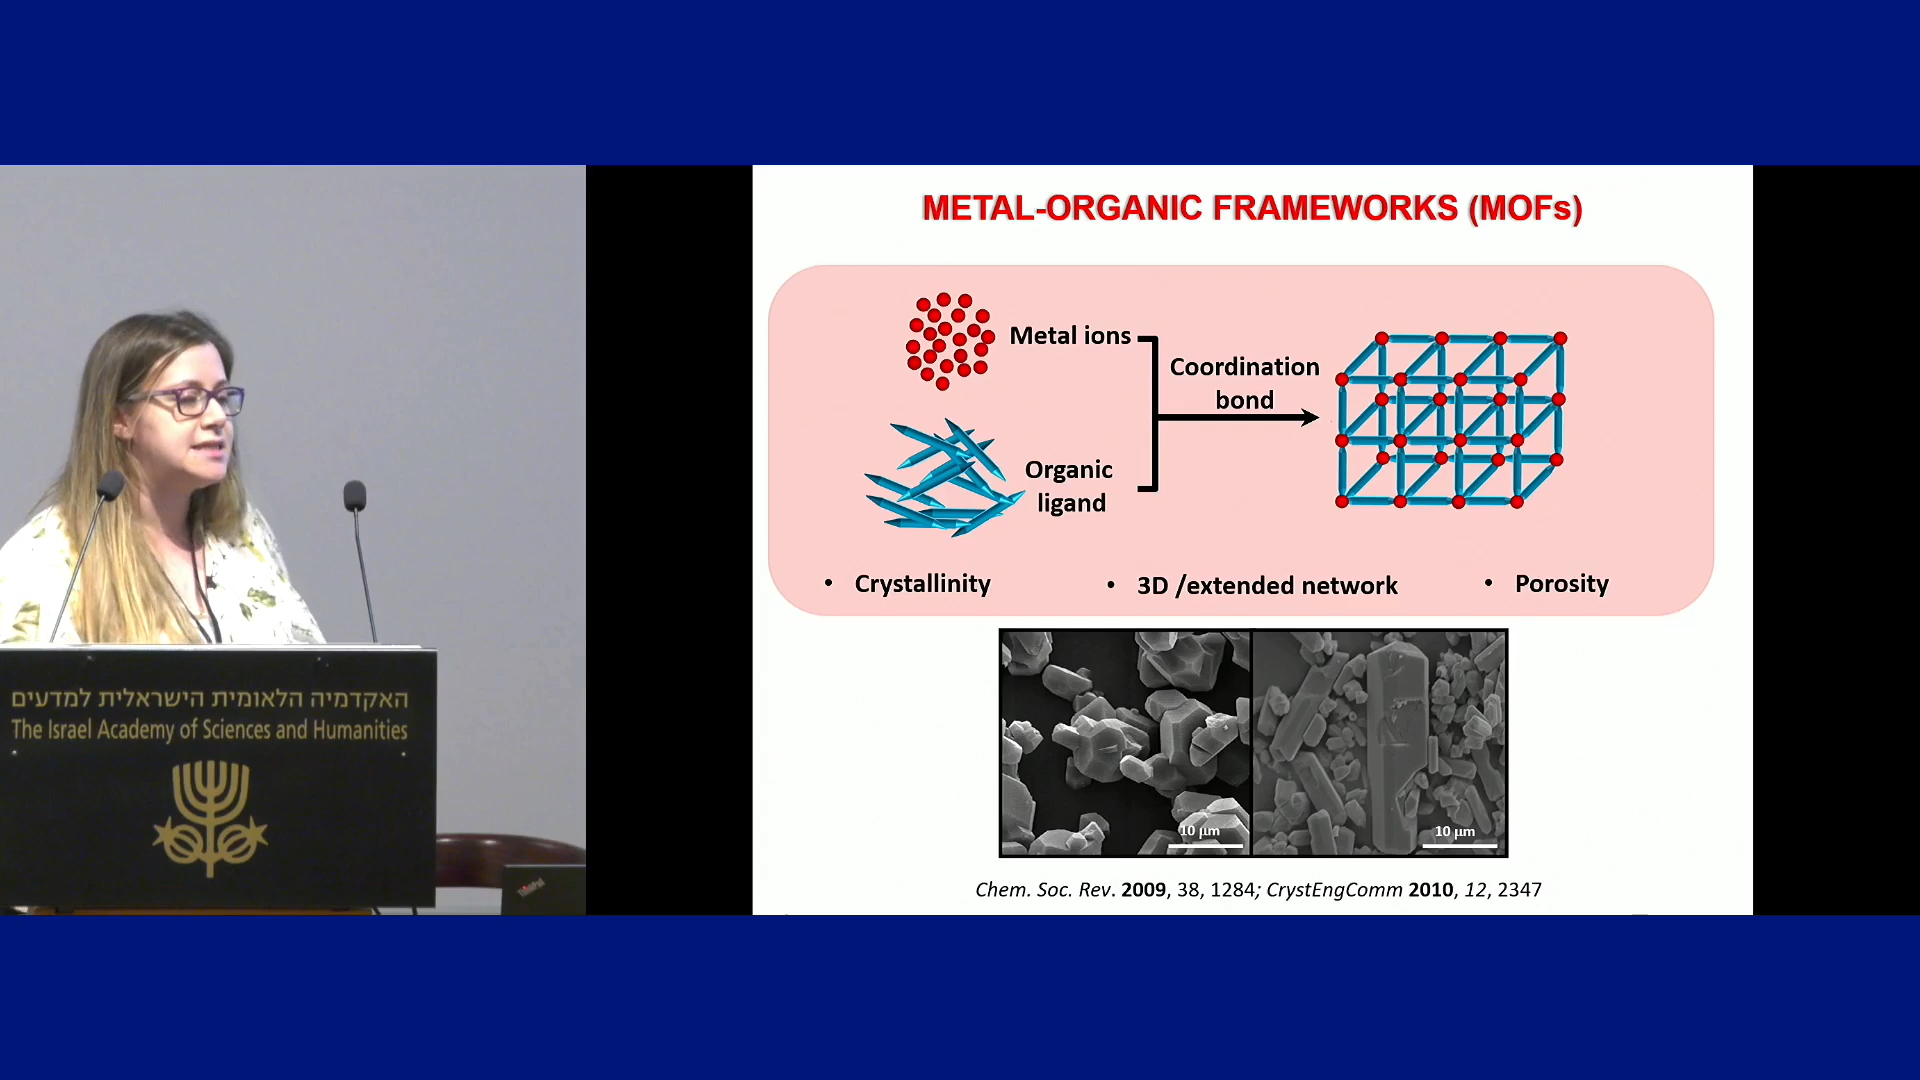 האקדמיה הלאומית הישראלית למדעים
The Israel Academy of Sciences and Humanities
ThinkPad
METAL-ORGANIC FRAMEWORKS (MOFs)
Metal ions
Coordination
bond
Organic
ligand
• Crystallinity
• 3D /extended network
• Porosity
10 µm
10 µm
Chem. Soc. Rev. 2009, 38, 1284; CrystEngComm 2010, 12, 2347